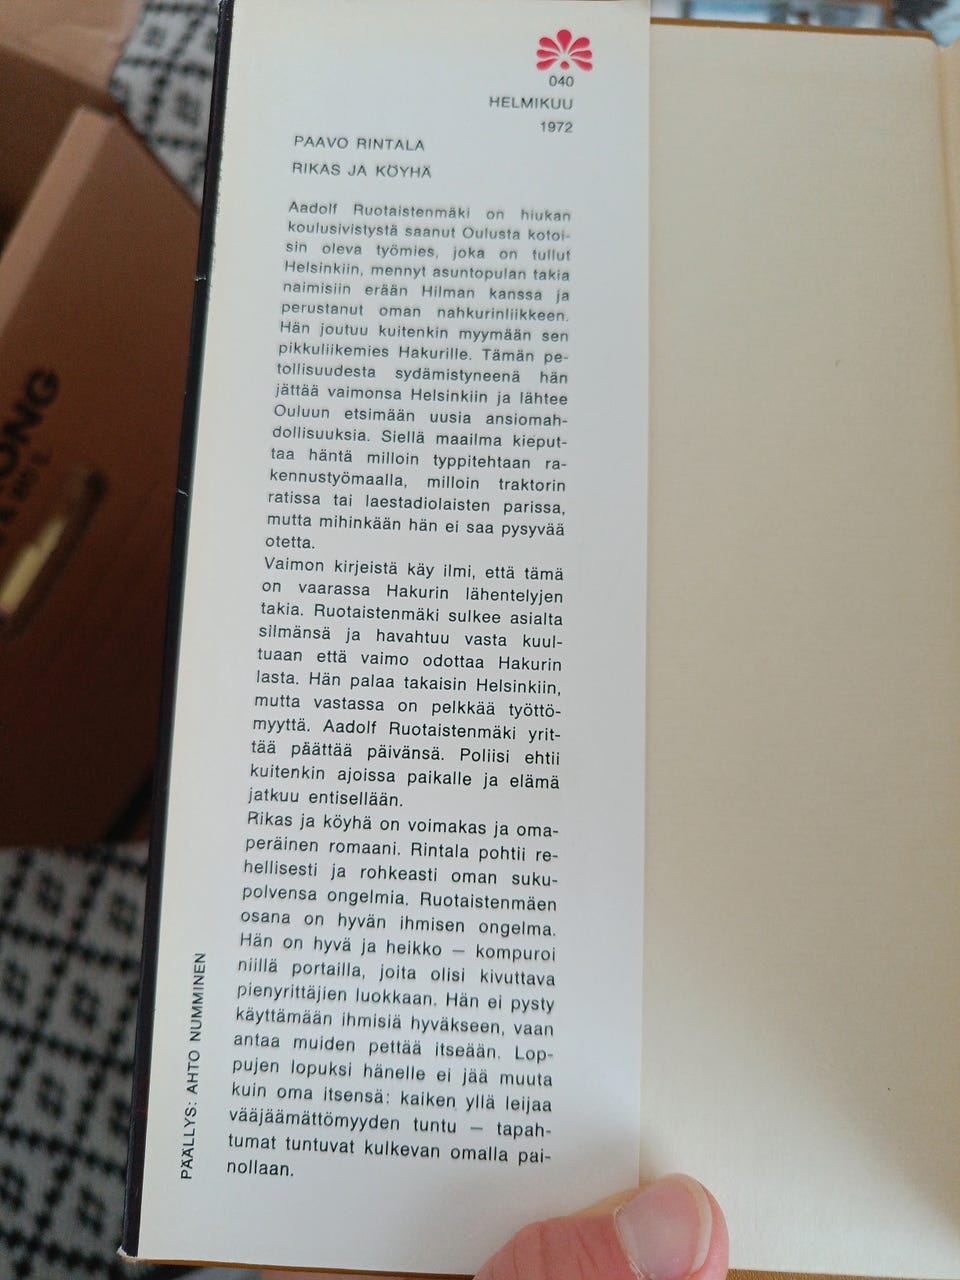 040
HELMIKUU
1972
PAAVO RINTALA
RIKAS JA KÖYHÄ
Aadolf Ruotaistenmäki on hiukan
koulusivistystä saanut Oulusta kotoi-
sin oleva työmies, joka on tullut
Helsinkiin, mennyt asuntopulan takia
naimisiin erään Hilman kanssa ja
perustanut oman nahkurinliikkeen.
Hän joutuu kuitenkin myymään sen
pikkuliikemies Hakurille. Tämän pe-
tollisuudesta sydämistyneenä hän
jättää vaimonsa Helsinkiin ja lähtee
Ouluun etsimään uusia ansiomah-
dollisuuksia. Siellä maailma kieput-
taa häntä milloin typpitehtaan ra-
kennustyömaalla, milloin traktorin
ratissa tai laestadiolaisten parissa,
mutta mihinkään hän ei saa pysyvää
otetta.
Vaimon kirjeistä käy ilmi, että tämä
on vaarassa Hakurin lähentelyjen
takia. Ruotaistenmäki sulkee asialta
silmänsä ja havahtuu vasta kuul-
tuaan että vaimo odottaa Hakurin
lasta. Hän palaa takaisin Helsinkiin,
mutta vastassa on pelkkää työttö-
myyttä. Aadolf Ruotaistenmäki yrit-
tää päättää päivänsä. Poliisi ehtii
kuitenkin ajoissa paikalle ja elämä
jatkuu entisellään.
Rikas ja köyhä on voimakas ja oma-
peräinen romaani. Rintala pohtii re-
hellisesti ja rohkeasti oman suku-
polvensa ongelmia. Ruotaistenmäen
osana on hyvän ihmisen ongelma.
Hän on hyvä ja heikko — kompuroi
niillä portailla, joita olisi kivuttava
pienyrittäjien luokkaan. Hän ei pysty
käyttämään ihmisiä hyväkseen, vaan
antaa muiden pettää itseään. Lop-
pujen lopuksi hänelle ei jää muuta
kuin oma itsensä: kaiken yllä leijaa
vääjäämättömyyden tuntu — tapah-
tumat tuntuvat kulkevan omalla pai-
nollaan.
PÄÄLLYS: AHTO NUMMINEN